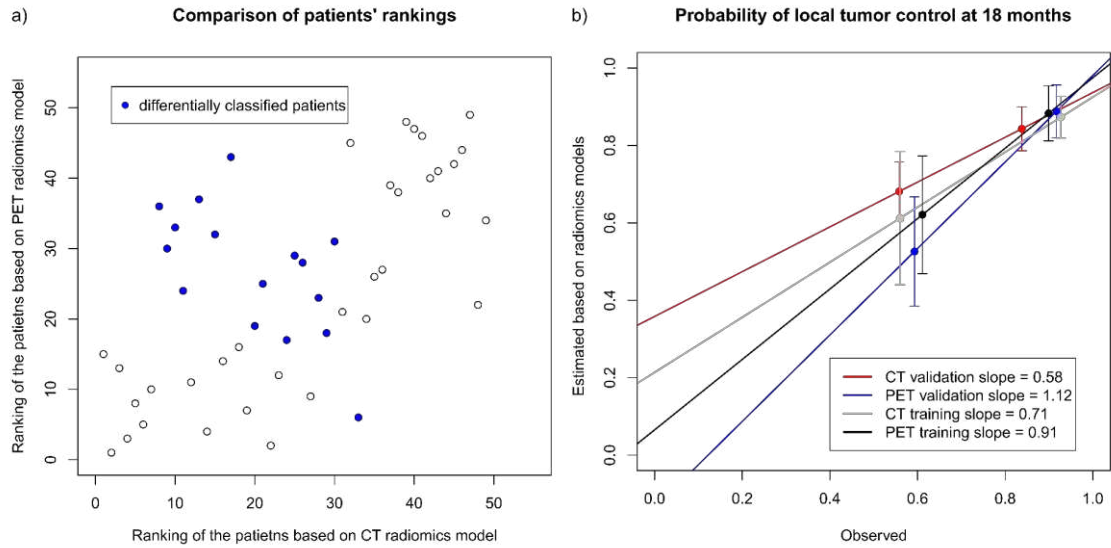 a)
Comparison of patients' rankings
differentially classified patients
Ranking of the patietns based on PET radiomics model
0
10
20
30
40
50
0
10
20
30
40
50
Ranking of the patietns based on CT radiomics model
b)
Probability of local tumor control at 18 months
Estimated based on radiomics models
0.0
0.2
0.4
0.6
0.8
1.0
CT validation slope = 0.58
PET validation slope = 1.12
CT training slope = 0.71
PET training slope = 0.91
0.0
0.2
0.4
0.6
0.8
1.0
Observed